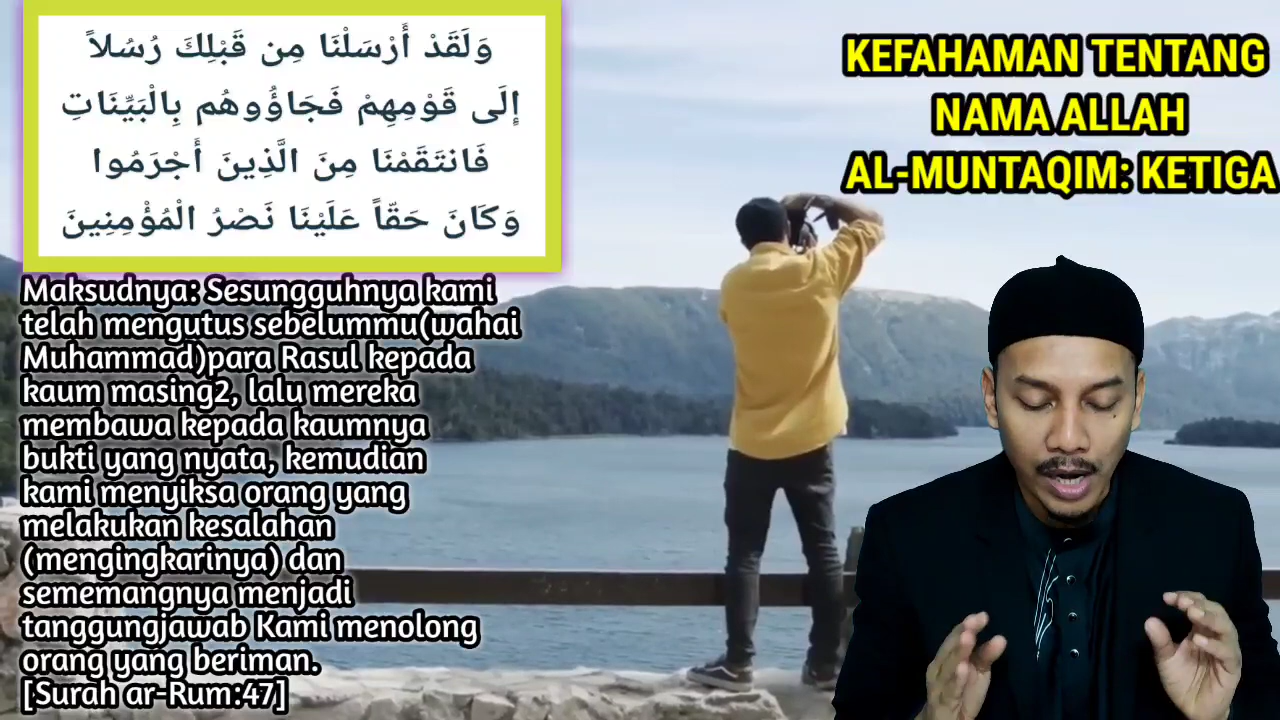 وَلَقَدْ أَرْسَلْنَا مِن قَبْلِكَ رُسُلاً
إِلَى قَوْمِهِمْ فَجَاؤُوهُم بِالْبَيِّنَاتِ
فَانتَقَمْنَا مِنَ الَّذِينَ أَجْرَمُوا
وَكَانَ حَقّاً عَلَيْنَا نَصْرُ الْمُؤْمِنِينَ
Maksudnya: Sesungguhnya kami
telah mengutus sebelummu(wahai
Muhammad)para Rasul kepada
kaum masing2, lalu mereka
membawa kepada kaumnya
bukti yang nyata, kemudian
kami menyiksa orang yang
melakukan kesalahan
(mengingkarinya) dan
sememangnya menjadi
tanggungjawab Kami menolong
orang yang beriman.
[Surah ar-Rum:47]
KEFAHAMAN TENTANG
NAMA ALLAH
AL-MUNTAQIM: KETIGA